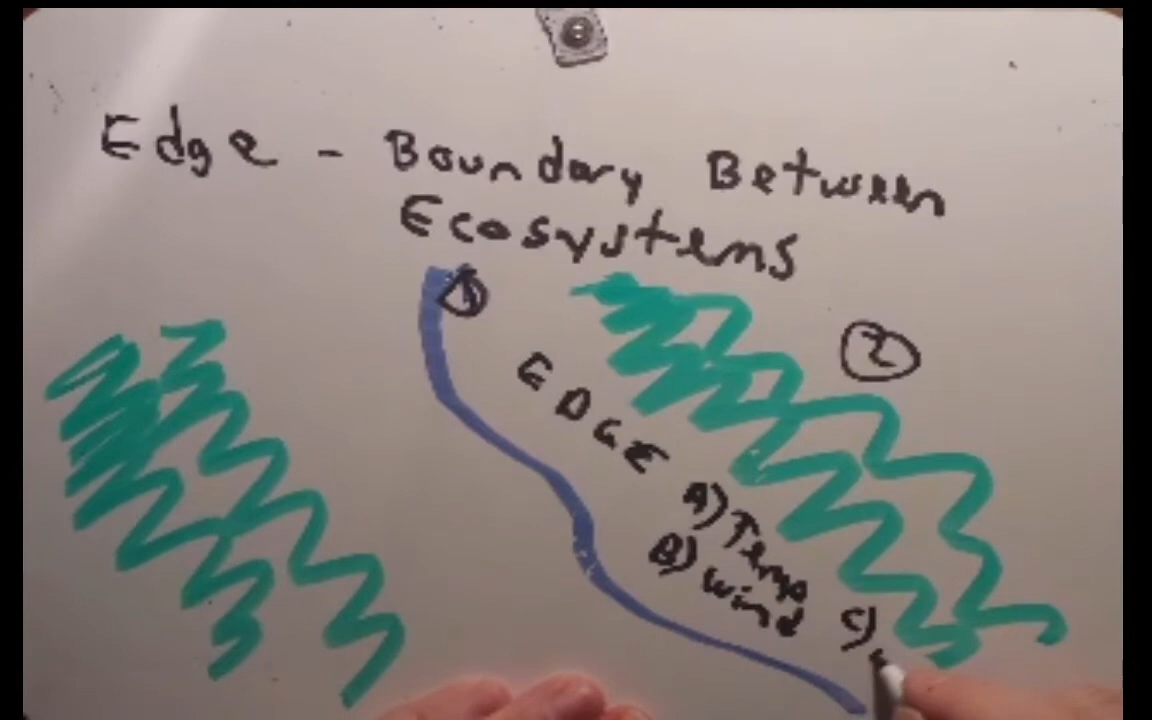 Edge - Boundary Between
Ecosystems
1
2
EDGE
A) Temp
B) wind
C)